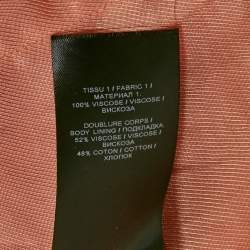 TISSU 1 / FABRIC 1 /
МАТЕРИАЛ 1.
100% VISCOSE / VISCOSE /
ВИСКОЗА
DOUBLURE CORPS /
BODY LINING / ПОДКЛАДКА
52% VISCOSE / VISCOSE /
ВИСКОЗА
48% COTON / COTTON /
ХЛОПОК